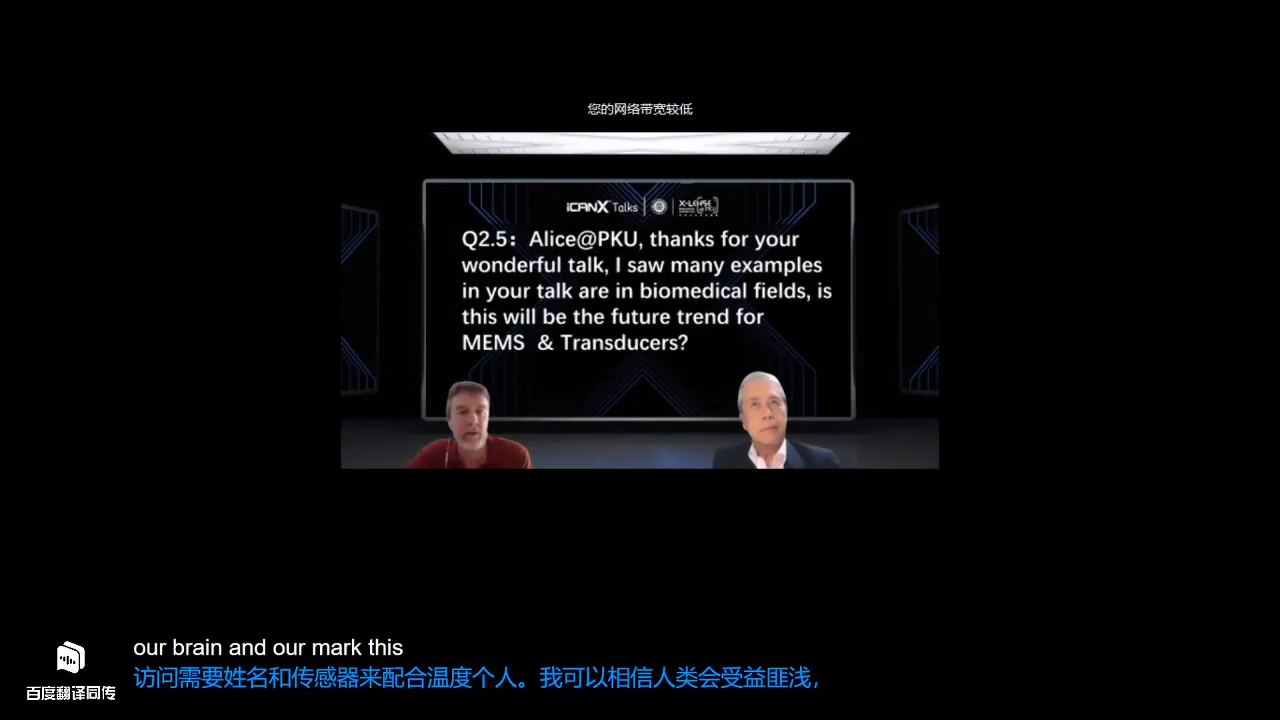 您的网络带宽较低
iCANX Talks
X-LENSE
Q2.5： Alice@PKU, thanks for your
wonderful talk, I saw many examples
in your talk are in biomedical fields, is
this will be the future trend for
MEMS & Transducers?
our brain and our mark this
访问需要姓名和传感器来配合温度个人。我可以相信人类会受益匪浅,
百度翻译同传